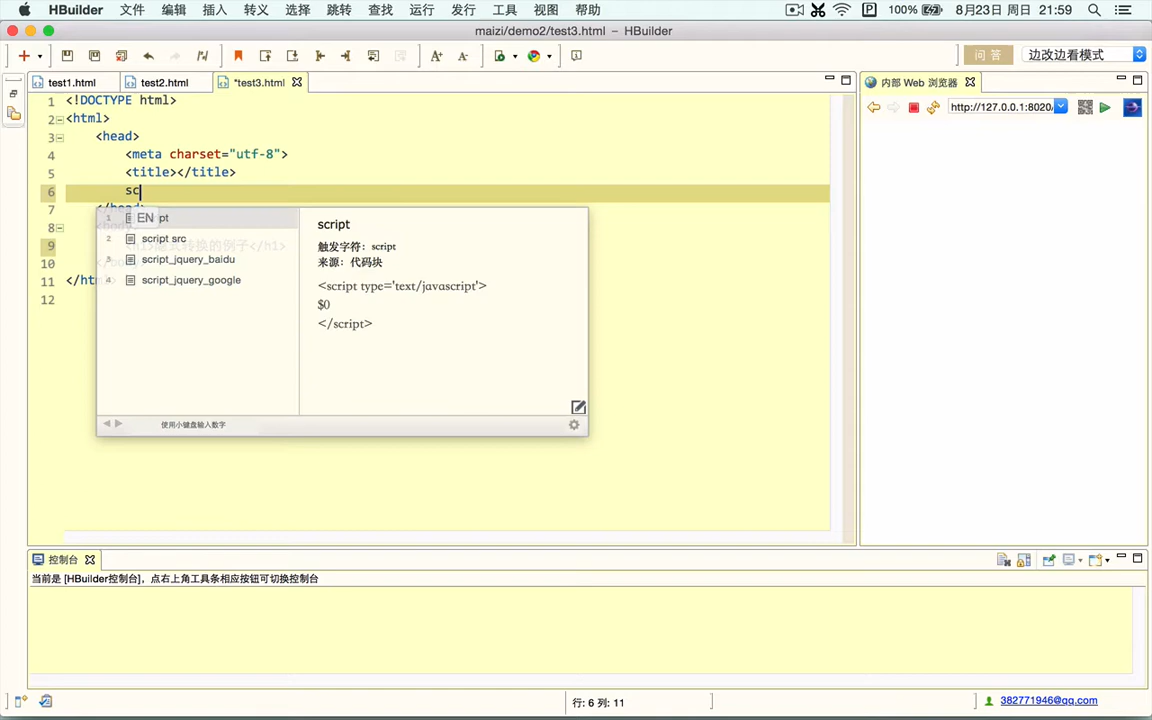 HBuilder 文件 编辑 插入 转义 选择 跳转 查找 运行 发行 工具 视图 帮助 100% 8月23日 周日 21:59
maizi/demo2/test3.html – HBuilder
问 答 边改边看模式
test1.html test2.html *test3.html 内部 Web 浏览器
http://127.0.0.1:8020/
1 <!DOCTYPE html>
2 <html>
3 <head>
4 <meta charset="utf-8">
5 <title></title>
6 sc
7 </head>
8
9 的例子</h1>
10
11 </ht
12
1 EN pt
2 script src
3 script_jquery_baidu
4 script_jquery_google
使用小键盘输入数字
script
触发字符：script
来源：代码块
<script type='text/javascript'>
$0
</script>
控制台
当前是 [HBuilder控制台]，点右上角工具条相应按钮可切换控制台
行: 6 列: 11
382771946@qq.com